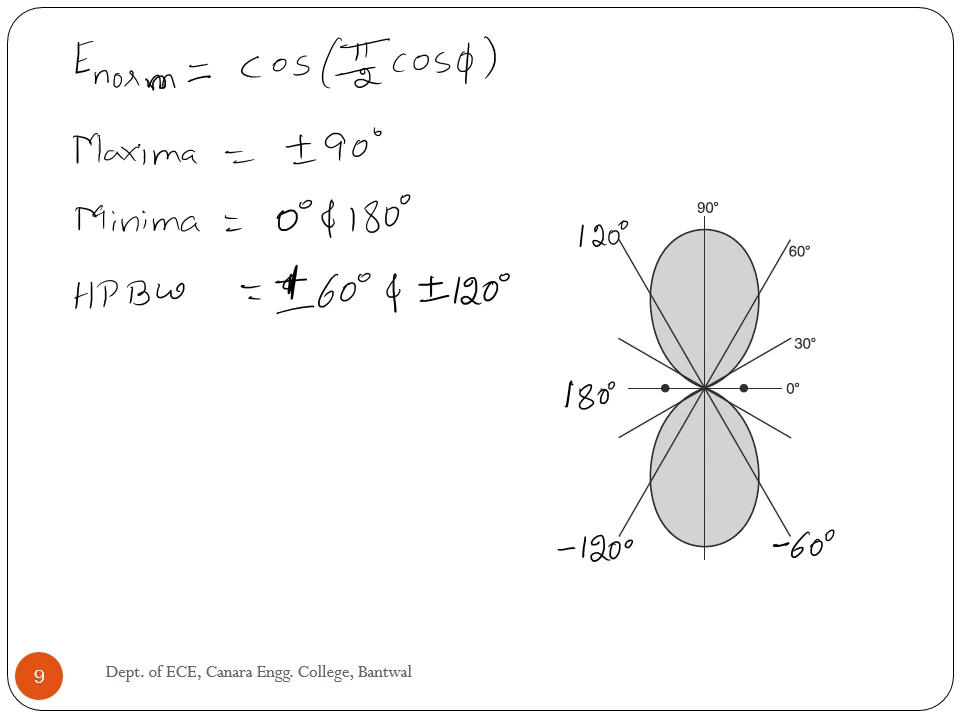 E_norm = cos(π/2 cosϕ)
Maxima = ±90°
Minima = 0° & 180°
HPBW = ±60° & ±120°
90°
120°
60°
30°
180°
0°
-120°
-60°
9
Dept. of ECE, Canara Engg. College, Bantwal